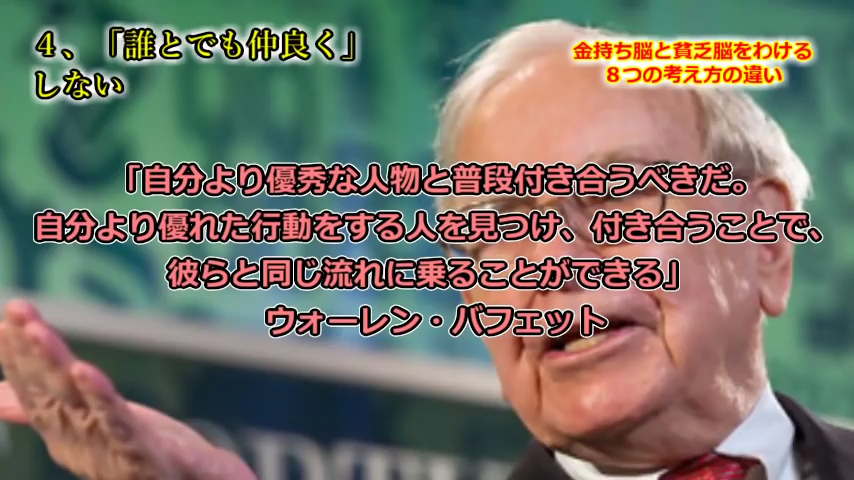 ４、「誰とでも仲良く」
しない
金持ち脳と貧乏脳をわける
８つの考え方の違い
「自分より優秀な人物と普段付き合うべきだ。
自分より優れた行動をする人を見つけ、付き合うことで、
彼らと同じ流れに乗ることができる」
ウォーレン・バフェット